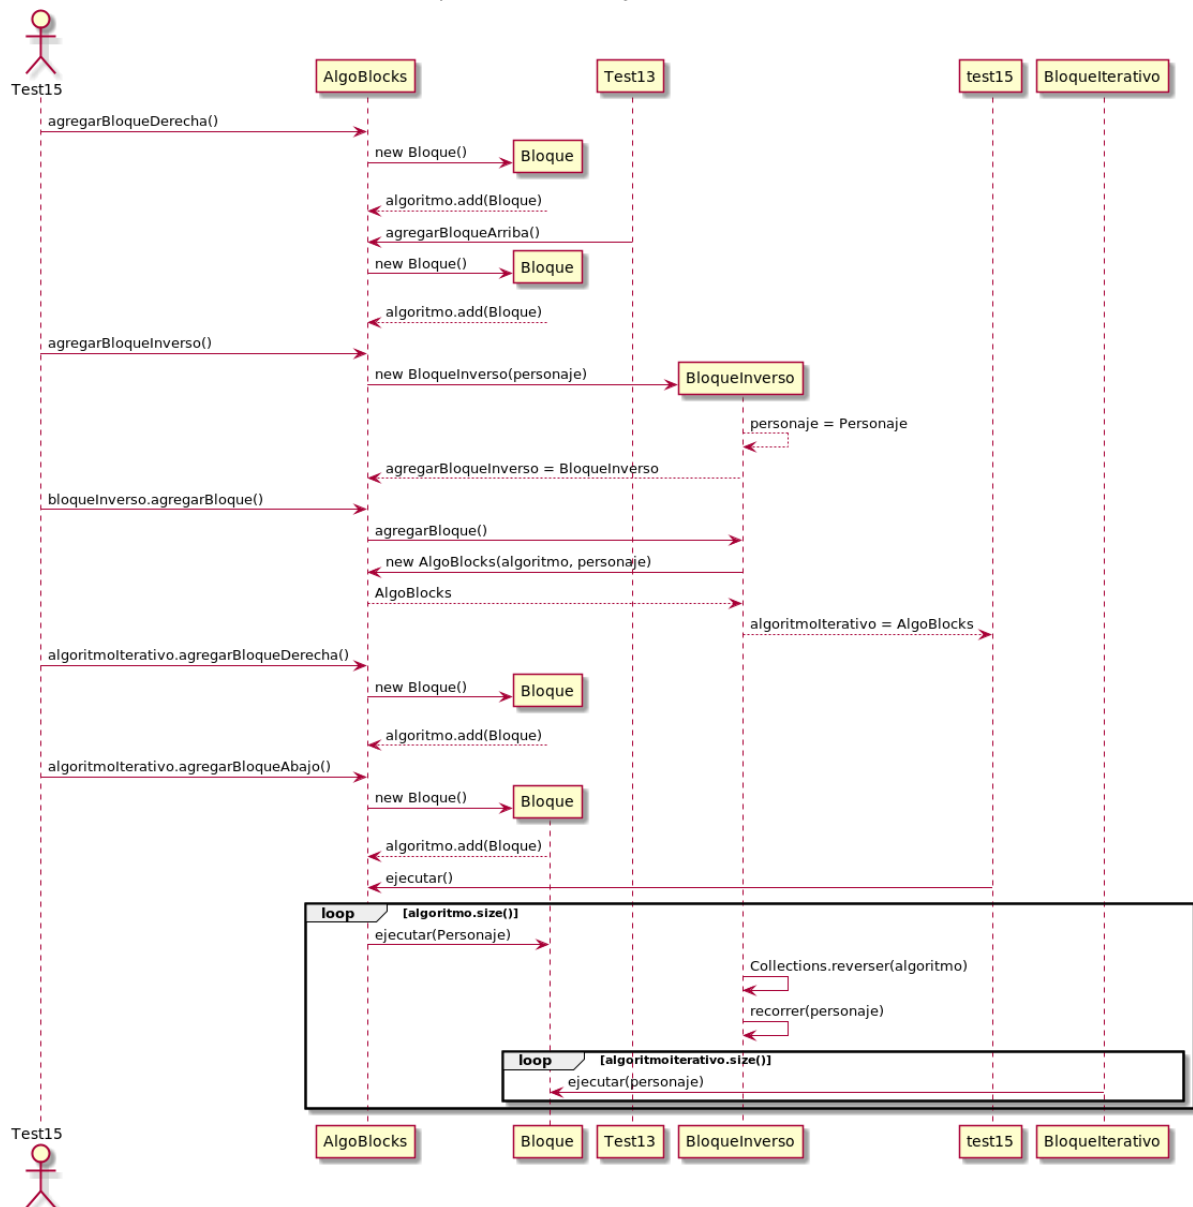 Test15
AlgoBlocks
Test13
test15
BloqueIterativo
agregarBloqueDerecha()
new Bloque()
Bloque
algoritmo.add(Bloque)
agregarBloqueArriba()
new Bloque()
Bloque
algoritmo.add(Bloque)
agregarBloqueInverso()
new BloqueInverso(personaje)
BloqueInverso
personaje = Personaje
agregarBloqueInverso = BloqueInverso
bloqueInverso.agregarBloque()
agregarBloque()
new AlgoBlocks(algoritmo, personaje)
AlgoBlocks
algoritmoIterativo = AlgoBlocks
algoritmoIterativo.agregarBloqueDerecha()
new Bloque()
Bloque
algoritmo.add(Bloque)
algoritmoIterativo.agregarBloqueAbajo()
new Bloque()
Bloque
algoritmo.add(Bloque)
ejecutar()
loop [algoritmo.size()]
ejecutar(Personaje)
Collections.reverser(algoritmo)
recorrer(personaje)
loop [algoritmoiterativo.size()]
ejecutar(personaje)
Test15
AlgoBlocks
Bloque
Test13
BloqueInverso
test15
BloqueIterativo